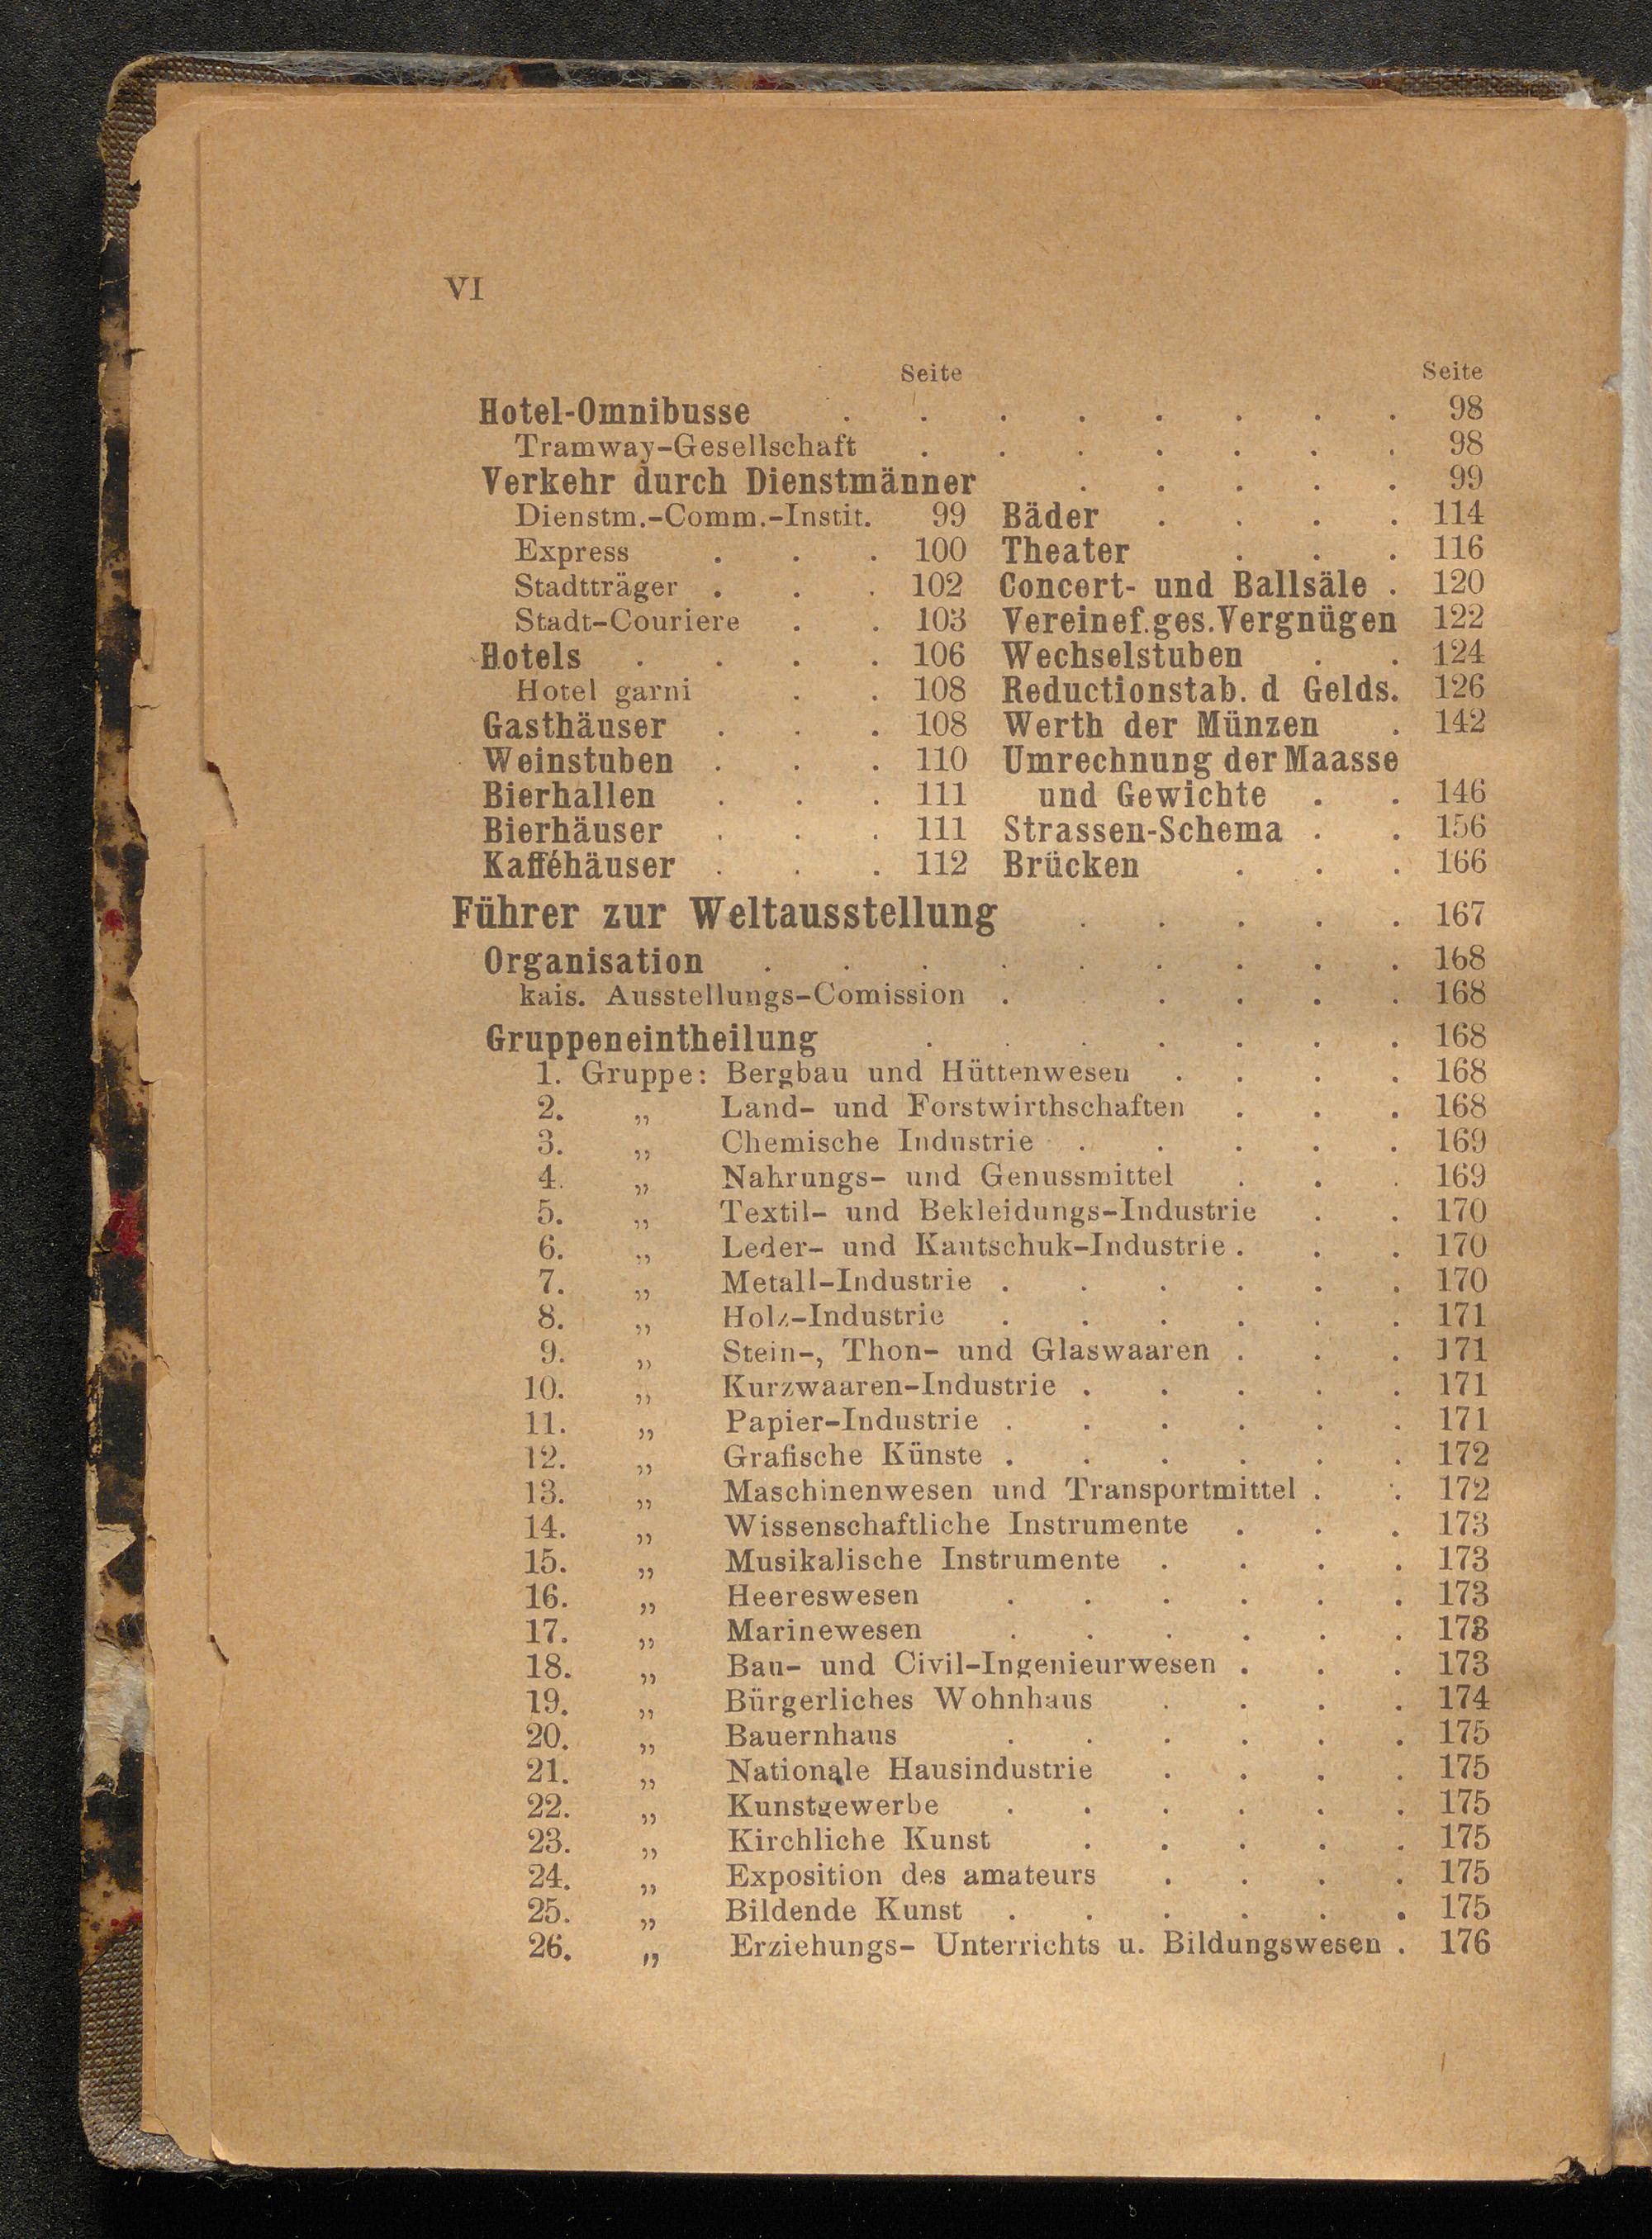 VI
Seite Seite
Hotel-Omnibusse . . . . . . . . 98
Tramway-Gesellschaft . . . . . . . 98
Verkehr durch Dienstmänner . . . . . 99
Dienstm.-Comm.-Instit. 99 Bäder . . . . 114
Express . . . 100 Theater . . . 116
Stadtträger . . . 102 Concert- und Ballsäle . 120
Stadt-Couriere . . 103 Vereinef.ges.Vergnügen 122
Hotels . . . . 106 Wechselstuben . . 124
Hotel garni . . 108 Reductionstab. d Gelds. 126
Gasthäuser . . . 108 Werth der Münzen . 142
Weinstuben . . . 110 Umrechnung der Maasse
Bierhallen . . . 111 und Gewichte . . 146
Bierhäuser . . . 111 Strassen-Schema . . 156
Kafféhäuser . . . 112 Brücken . . . 166
Führer zur Weltausstellung . . . . . 167
Organisation . . . . . . . . . 168
kais. Ausstellungs-Comission . . . . . 168
Gruppeneintheilung . . . . . . . 168
1. Gruppe: Bergbau und Hüttenwesen . . . . 168
2. „ Land- und Forstwirthschaften . . . 168
3. „ Chemische Industrie . . . . . 169
4. „ Nahrungs- und Genussmittel . . . 169
5. „ Textil- und Bekleidungs-Industrie . . 170
6. „ Leder- und Kautschuk-Industrie . . . 170
7. „ Metall-Industrie . . . . . . 170
8. „ Holz-Industrie . . . . . . 171
9. „ Stein-, Thon- und Glaswaaren . . . 171
10. „ Kurzwaaren-Industrie . . . . . 171
11. „ Papier-Industrie . . . . . . 171
12. „ Grafische Künste . . . . . . 172
13. „ Maschinenwesen und Transportmittel . . 172
14. „ Wissenschaftliche Instrumente . . . 173
15. „ Musikalische Instrumente . . . . 173
16. „ Heereswesen . . . . . . 173
17. „ Marinewesen . . . . . . 173
18. „ Bau- und Civil-Ingenieurwesen . . . 173
19. „ Bürgerliches Wohnhaus . . . . 174
20. „ Bauernhaus . . . . . . 175
21. „ Nationale Hausindustrie . . . . 175
22. „ Kunstgewerbe . . . . . . 175
23. „ Kirchliche Kunst . . . . . 175
24. „ Exposition des amateurs . . . . 175
25. „ Bildende Kunst . . . . . . 175
26. „ Erziehungs- Unterrichts u. Bildungswesen . 176